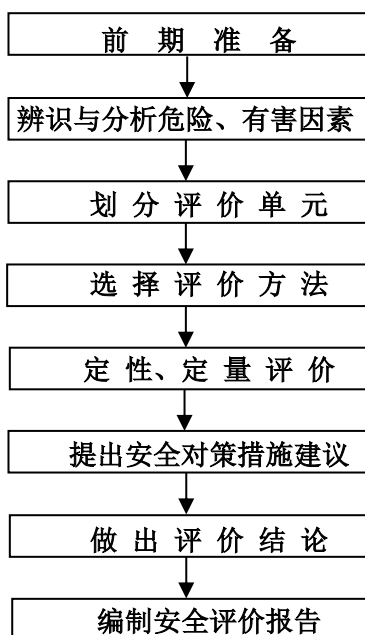 前期准备
辨识与分析危险、有害因素
划分评价单元
选择评价方法
定性、定量评价
提出安全对策措施建议
做出评价结论
编制安全评价报告